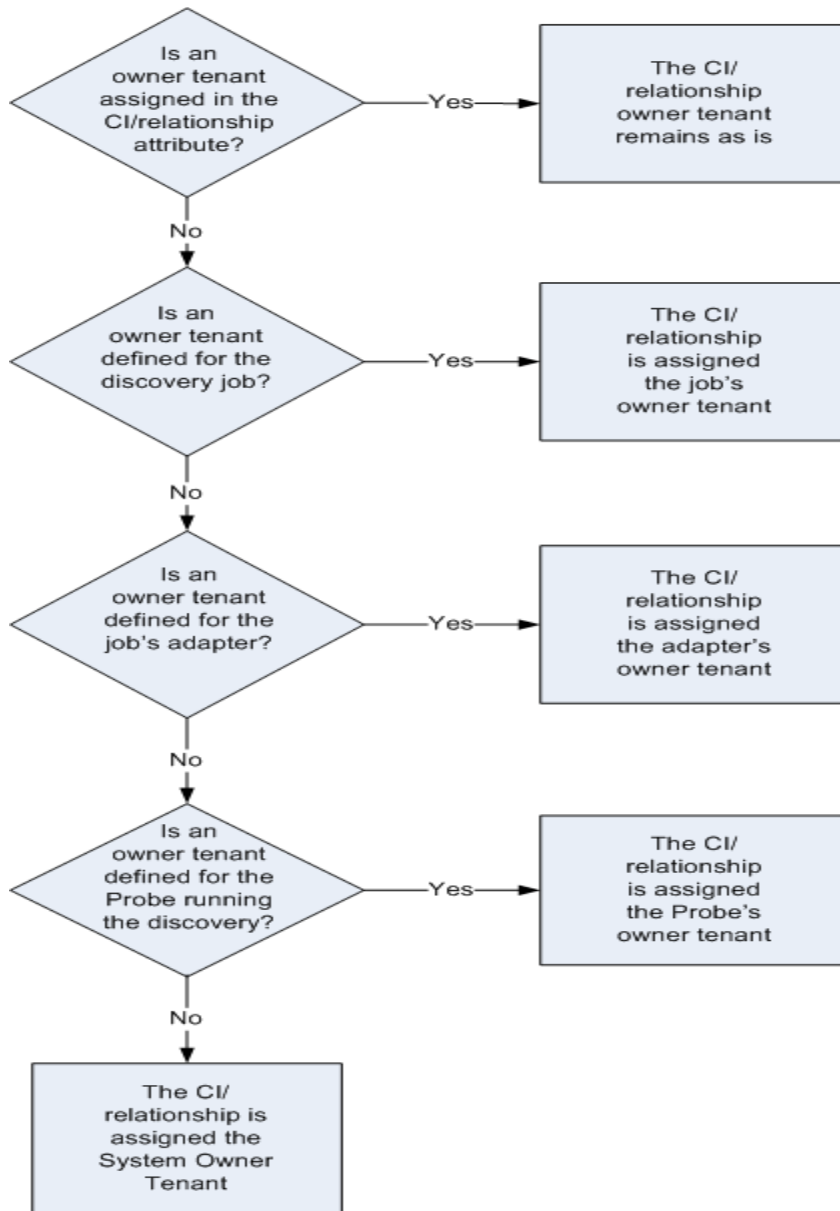 Is an
owner tenant
assigned in the
CI/relationship
attribute?
Yes
The CI/
relationship
owner tenant
remains as is
No
Is an
owner tenant
defined for the
discovery job?
Yes
The CI/
relationship
is assigned
the job's
owner tenant
No
Is an
owner tenant
defined for the
job's adapter?
Yes
The CI/
relationship
is assigned
the adapter's
owner tenant
No
Is an
owner tenant
defined for the
Probe running
the discovery?
Yes
The CI/
relationship
is assigned
the Probe's
owner tenant
No
The CI/
relationship is
assigned the
System Owner
Tenant